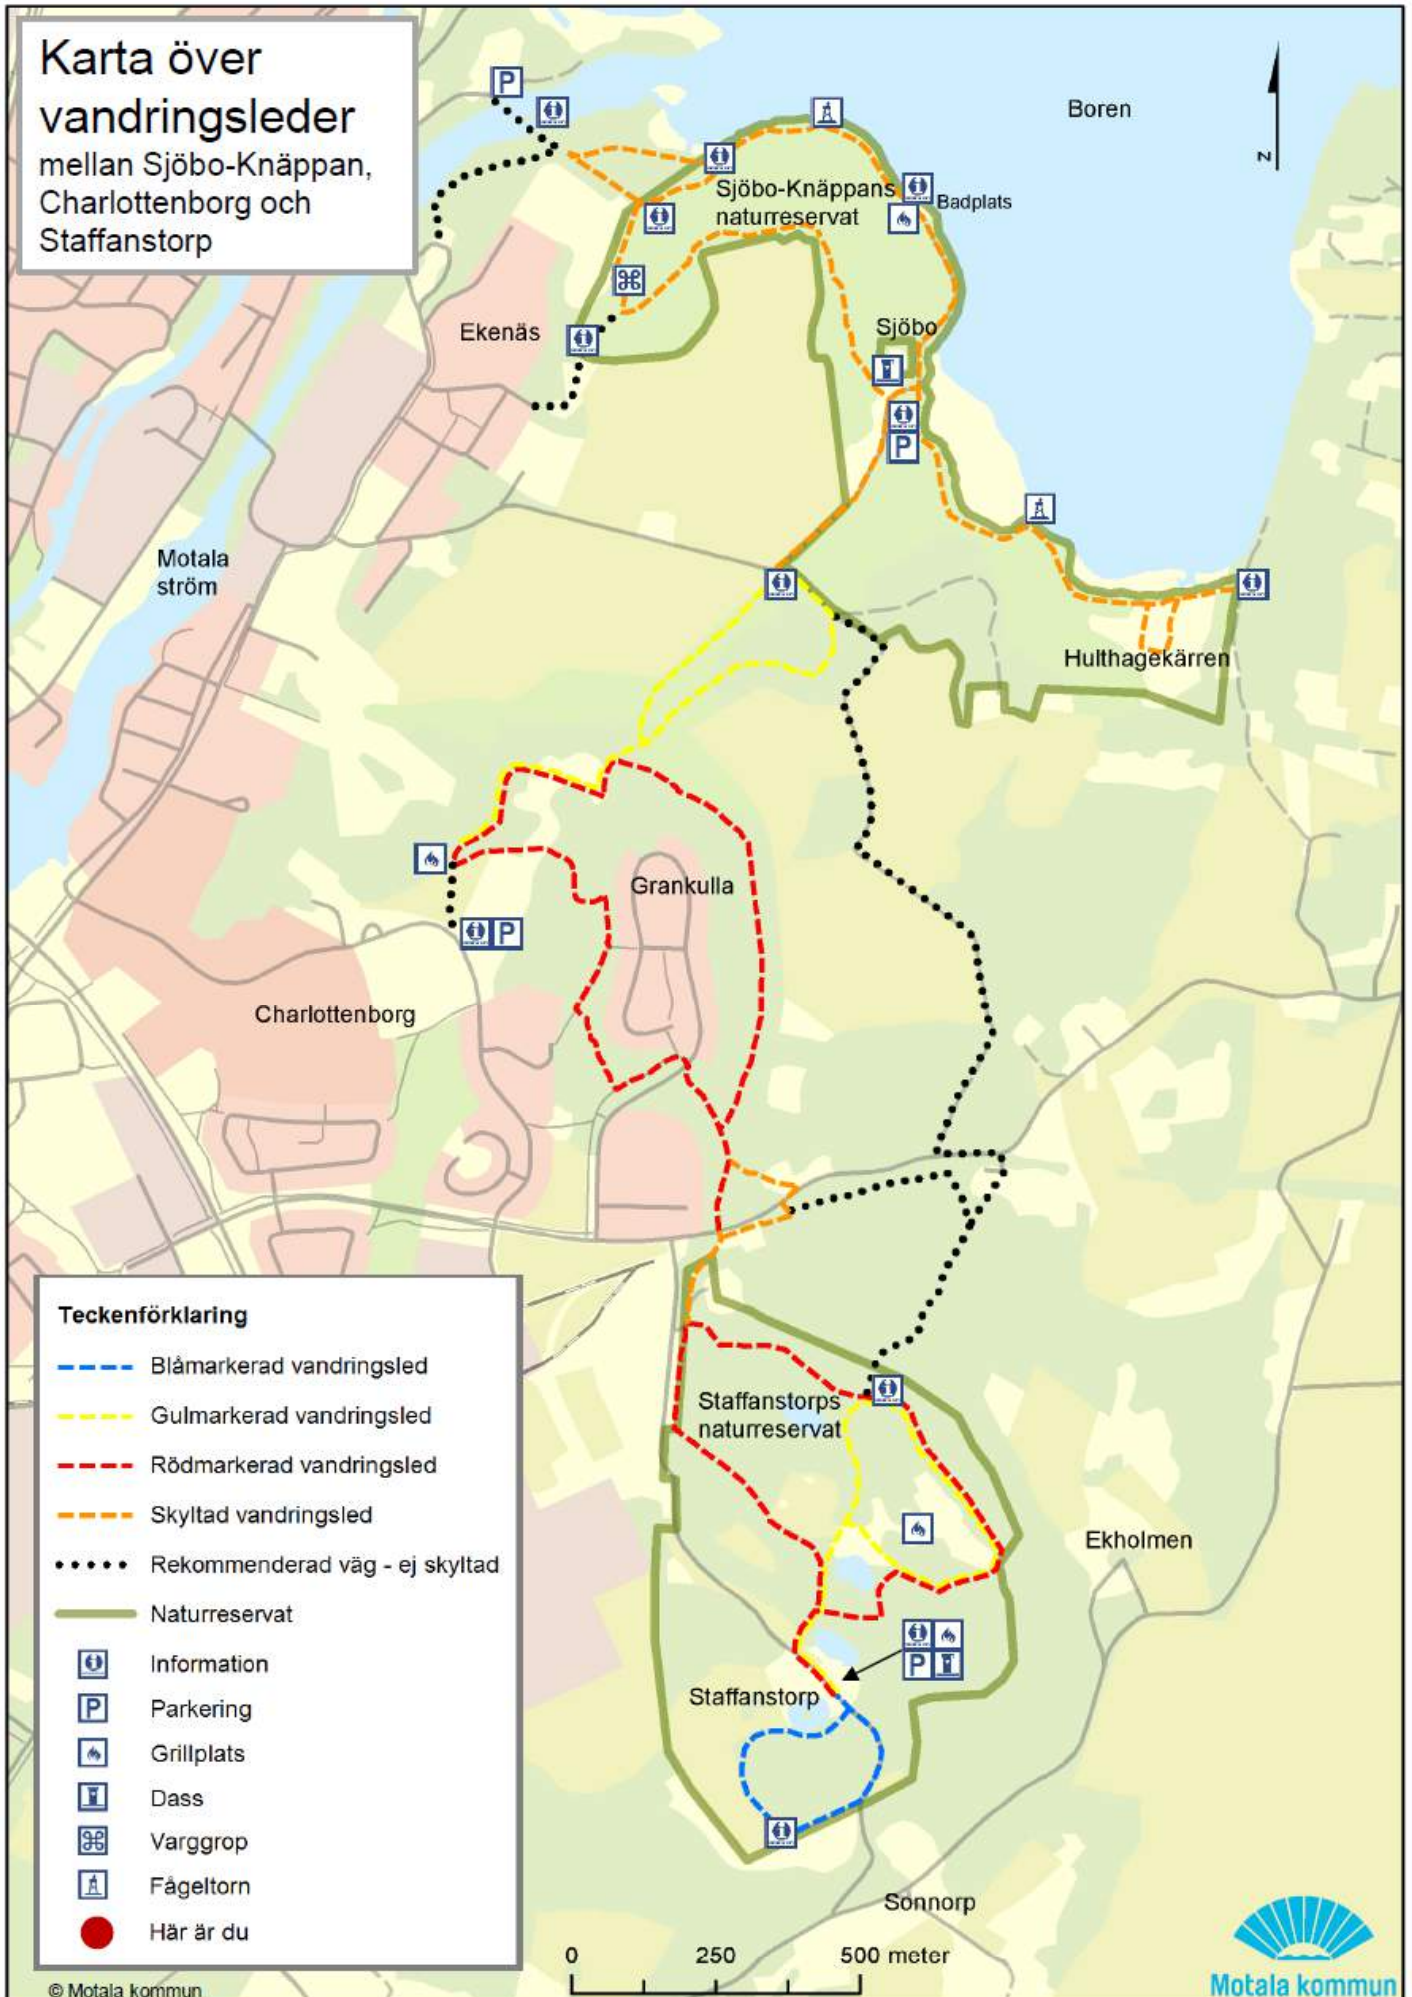 Karta över
vandringsleder
mellan Sjöbo-Knäppan,
Charlottenborg och
Staffanstorp
P
Boren
N
Sjöbo-Knäppans
naturreservat
Badplats
Ekenäs
Sjöbo
P
Motala
ström
Hulthagekärren
Grankulla
P
Charlottenborg
Staffanstorps
naturreservat
Ekholmen
P
Staffanstorp
Sonnorp
Teckenförklaring
Blåmarkerad vandringsled
Gulmarkerad vandringsled
Rödmarkerad vandringsled
Skyltad vandringsled
Rekommenderad väg - ej skyltad
Naturreservat
Information
P Parkering
Grillplats
Dass
Varggrop
Fågeltorn
Här är du
0 250 500 meter
© Motala kommun
Motala kommun